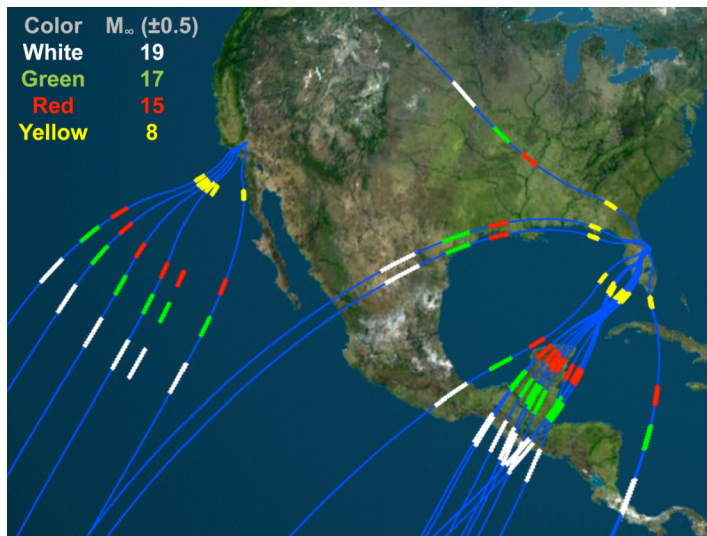 Color M∞ (±0.5)
White 19
Green 17
Red 15
Yellow 8